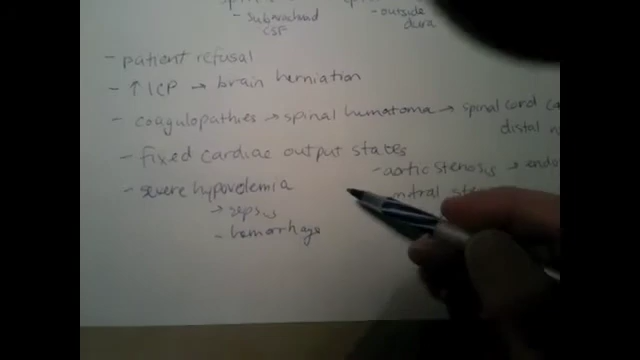 - subarachnoid - outside
CSF dura
- patient refusal
- ↑ ICP → brain herniation
- coagulopathies → spinal hematoma → spinal cord
distal
- fixed cardiac output states
- aortic stenosis →
- severe hypovolemia
→ sepsis
- hemorrhage